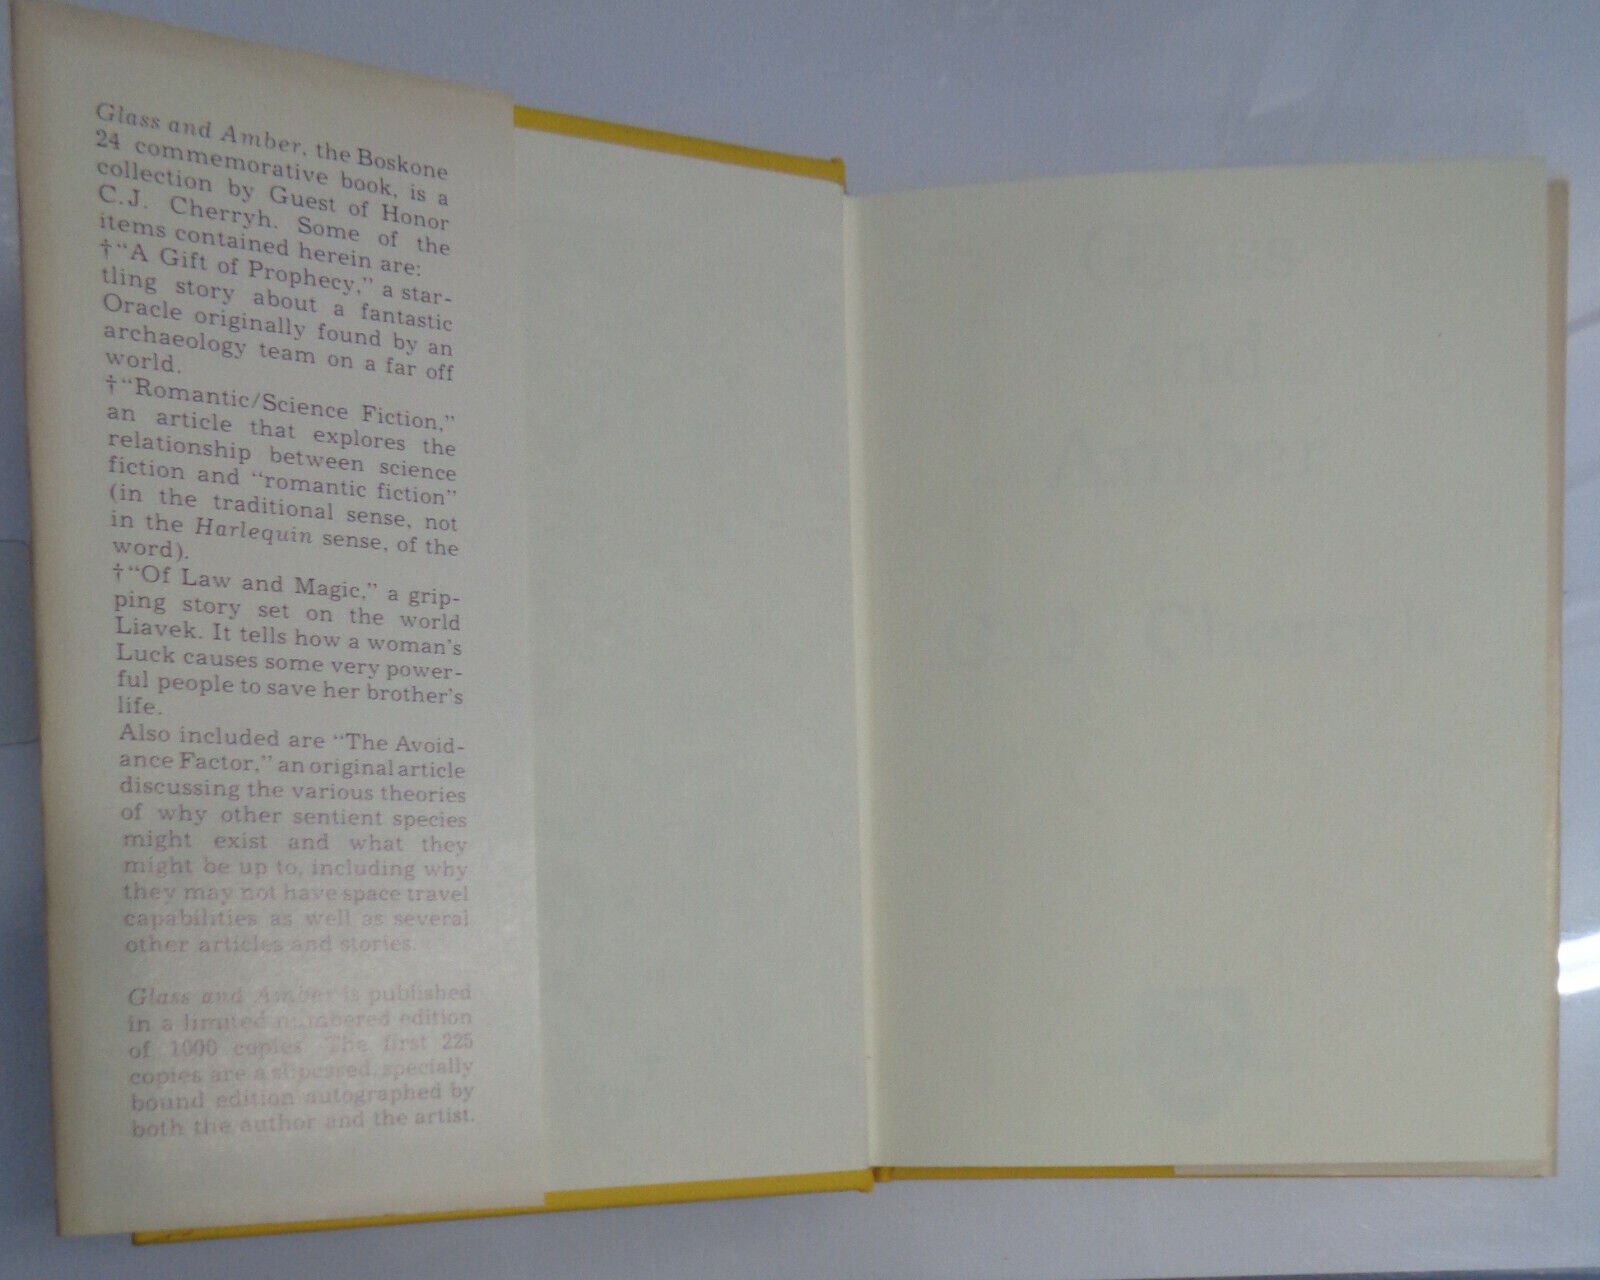 Glass and Amber, the Boskone
24 commemorative book, is a
collection by Guest of Honor
C.J. Cherryh. Some of the
items contained herein are:
†“A Gift of Prophecy,” a star-
tling story about a fantastic
Oracle originally found by an
archaeology team on a far off
world.
†“Romantic/Science Fiction,”
an article that explores the
relationship between science
fiction and “romantic fiction”
(in the traditional sense, not
in the Harlequin sense, of the
word).
†“Of Law and Magic,” a grip-
ping story set on the world
Liavek. It tells how a woman's
Luck causes some very power-
ful people to save her brother's
life.
Also included are “The Avoid-
ance Factor,” an original article
discussing the various theories
of why other sentient species
might exist and what they
might be up to, including why
they may not have space travel
capabilities as well as several
other articles and stories.
Glass and Amber is published
in a limited numbered edition
of 1000 copies. The first 225
copies are a slipcased, specially
bound edition autographed by
both the author and the artist.